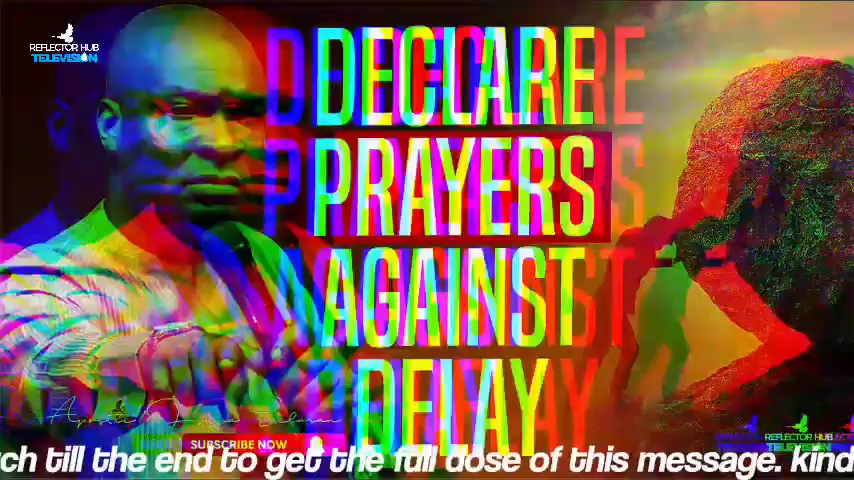 REFLECTOR HUB
TELEVISION
DECLARE
PRAYERS
AGAINST
DELAY
SUBSCRIBE NOW
REFLECTOR HUB
TELEVISION
ch till the end to get the full dose of this message. kind